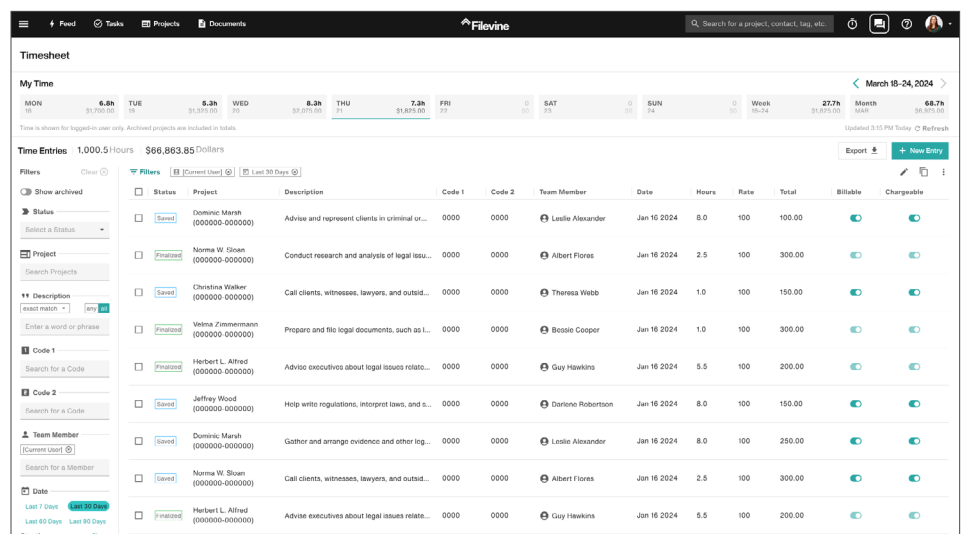 Feed Tasks Projects Documents Filevine Search for a project, contact, tag, etc.
Timesheet
My Time March 18-24, 2024
MON 6.8h TUE 5.3h WED 8.3h THU 7.3h FRI 0 SAT 0 SUN 0 Week 27.7h Month 68.7h
18 $1,700.00 19 $1,325.00 20 $2,075.00 21 $1,825.00 22 $0 23 $0 24 $0 18-24 MAR
Time is shown for logged-in user only. Archived projects are included in totals. Updated 3:15 PM Today Refresh
Time Entries 1,000.5 Hours $66,863.85 Dollars Export + New Entry
Filters Clear Filters [Current User] Last 30 Days
Show archived Status Project Description Code 1 Code 2 Team Member Date Hours Rate Total Billable Chargeable
Status
Select a Status
Project
Search Projects
Description
exact match any all
Enter a word or phrase
1 Code 1
Search for a Code
2 Code 2
Search for a Code
Team Member
[Current User]
Search for a Member
Date
Last 7 Days Last 30 Days
Last 60 Days Last 90 Days
Saved Dominic Marsh (000000-000000) Advise and represent clients in criminal or... 0000 0000 Leslie Alexander Jan 16 2024 8.0 100 100.00
Finalized Norma W. Sloan (000000-000000) Conduct research and analysis of legal issu... 0000 0000 Albert Flores Jan 16 2024 2.5 100 300.00
Saved Christina Walker (000000-000000) Call clients, witnesses, lawyers, and outsid... 0000 0000 Theresa Webb Jan 16 2024 1.0 100 150.00
Finalized Velma Zimmermann (000000-000000) Prepare and file legal documents, such as l... 0000 0000 Bessie Cooper Jan 16 2024 1.0 100 300.00
Finalized Herbert L. Alfred (000000-000000) Advise executives about legal issues relate... 0000 0000 Guy Hawkins Jan 16 2024 5.5 100 200.00
Saved Jeffrey Wood (000000-000000) Help write regulations, interpret laws, and s... 0000 0000 Darlene Robertson Jan 16 2024 8.0 100 150.00
Saved Dominic Marsh (000000-000000) Gather and arrange evidence and other leg... 0000 0000 Leslie Alexander Jan 16 2024 8.0 100 250.00
Saved Norma W. Sloan (000000-000000) Call clients, witnesses, lawyers, and outsid... 0000 0000 Albert Flores Jan 16 2024 2.5 100 300.00
Finalized Herbert L. Alfred (000000-000000) Advise executives about legal issues relate... 0000 0000 Guy Hawkins Jan 16 2024 5.5 100 200.00